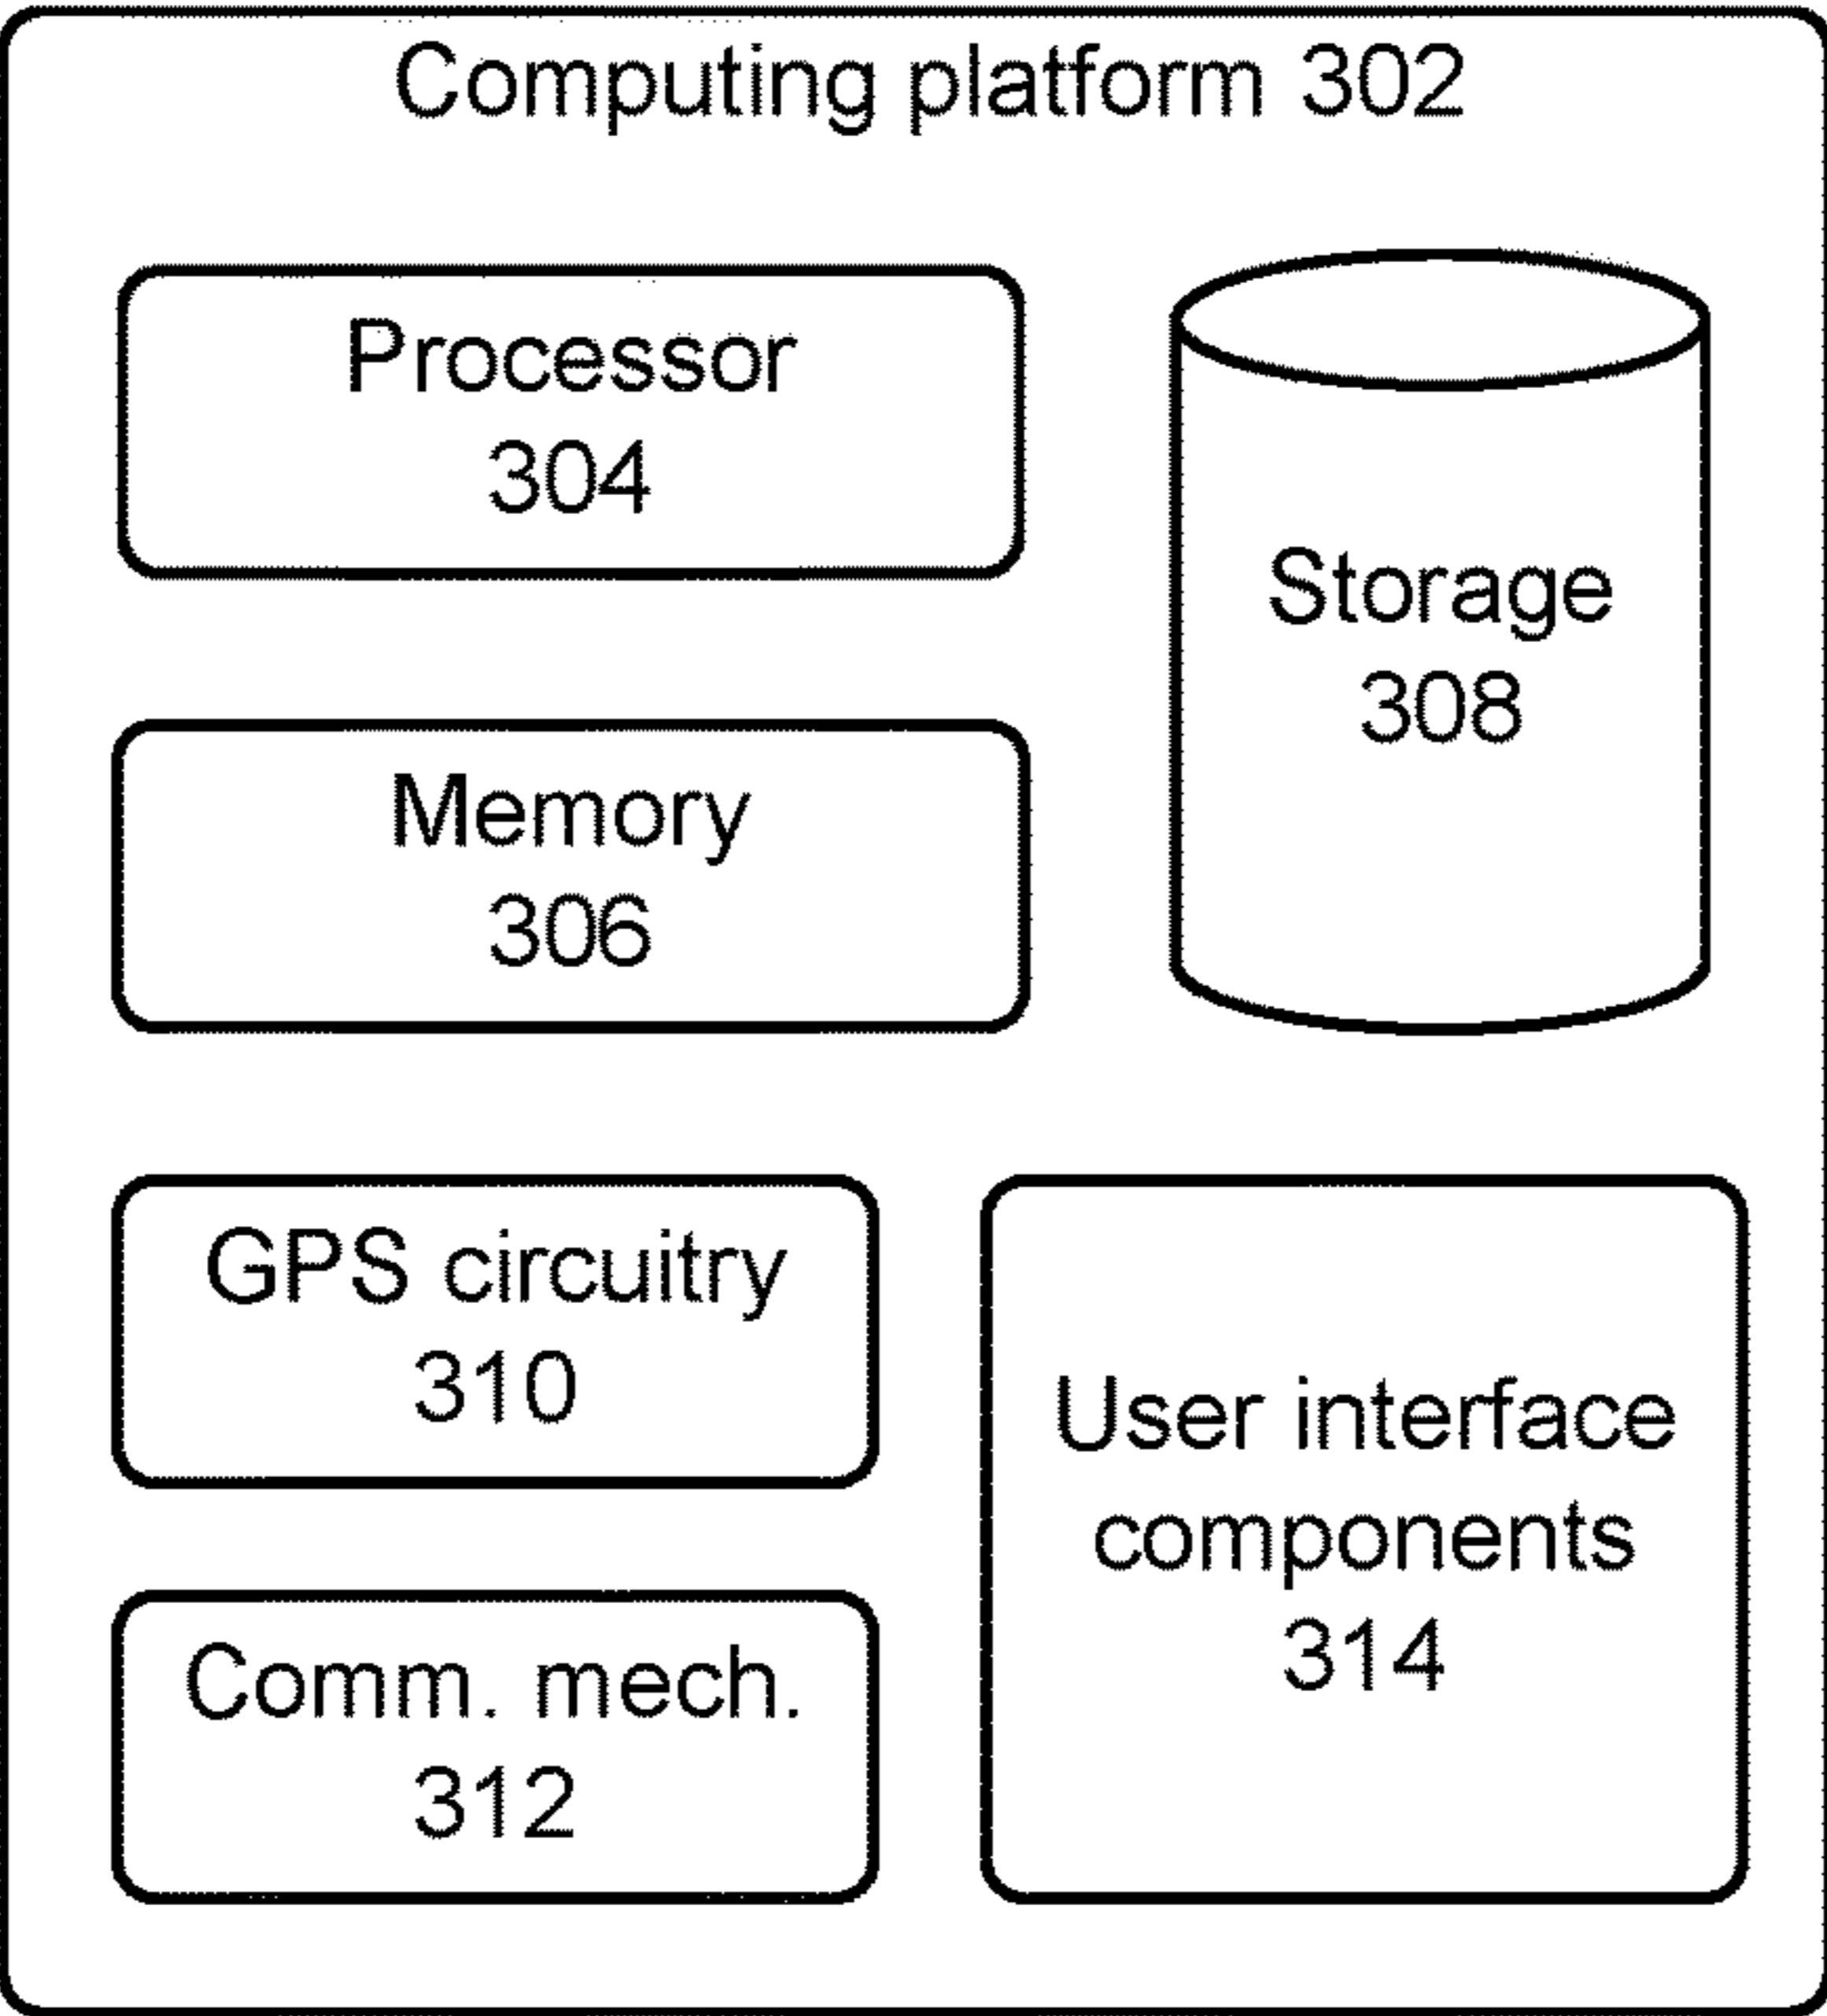 Computing platform 302
Processor
304
Storage
308
Memory
306
GPS circuitry
310
User interface
components
314
Comm. mech.
312